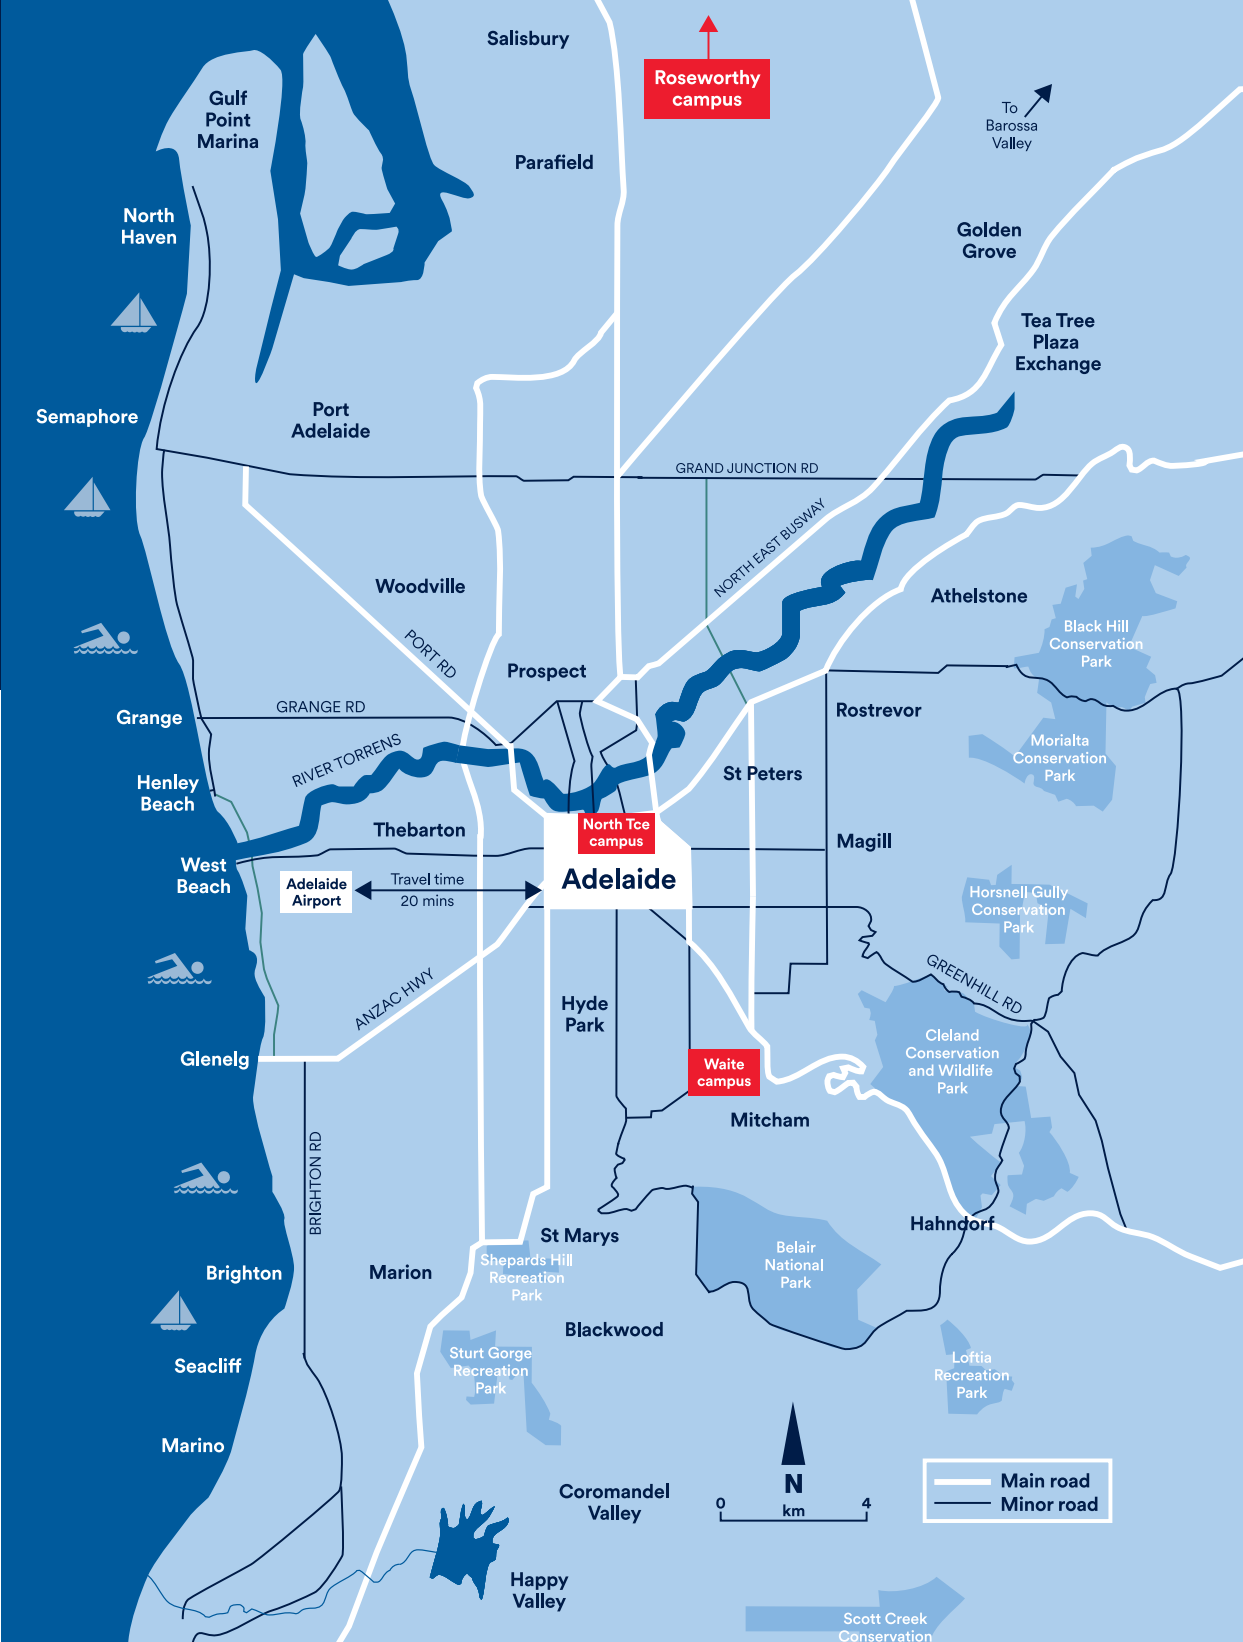 Salisbury
Roseworthy
campus
Gulf
Point
Marina
To
Barossa
Valley
Parafield
North
Haven
Golden
Grove
Tea Tree
Plaza
Exchange
Semaphore
Port
Adelaide
GRAND JUNCTION RD
NORTH EAST BUSWAY
Woodville
Athelstone
PORT RD
Black Hill
Conservation
Park
Prospect
Grange
GRANGE RD
Rostrevor
RIVER TORRENS
Morialta
Conservation
Park
Henley
Beach
St Peters
Thebarton
North Tce
campus
Magill
West
Beach
Adelaide
Airport
Travel time
20 mins
Adelaide
Horsnell Gully
Conservation
Park
ANZAC HWY
GREENHILL RD
Hyde
Park
Glenelg
Cleland
Conservation
and Wildlife
Park
Waite
campus
Mitcham
BRIGHTON RD
Hahndorf
St Marys
Brighton
Marion
Shepards Hill
Recreation
Park
Belair
National
Park
Blackwood
Seacliff
Sturt Gorge
Recreation
Park
Loftia
Recreation
Park
Marino
Coromandel
Valley
N
0
km
4
Main road
Minor road
Happy
Valley
Scott Creek
Conservation